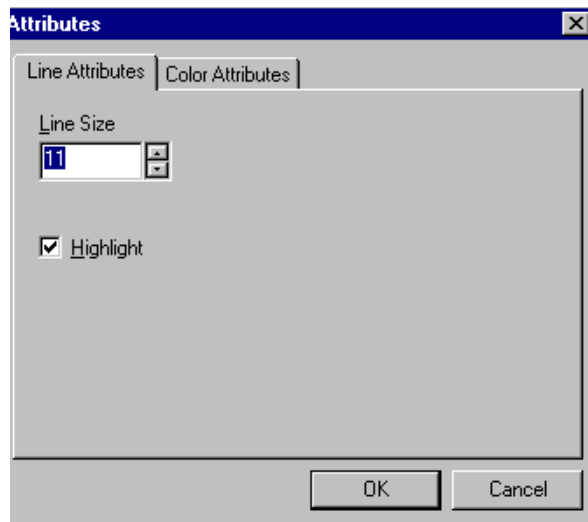 Attributes
Line Attributes Color Attributes
Line Size
11
Highlight
OK Cancel